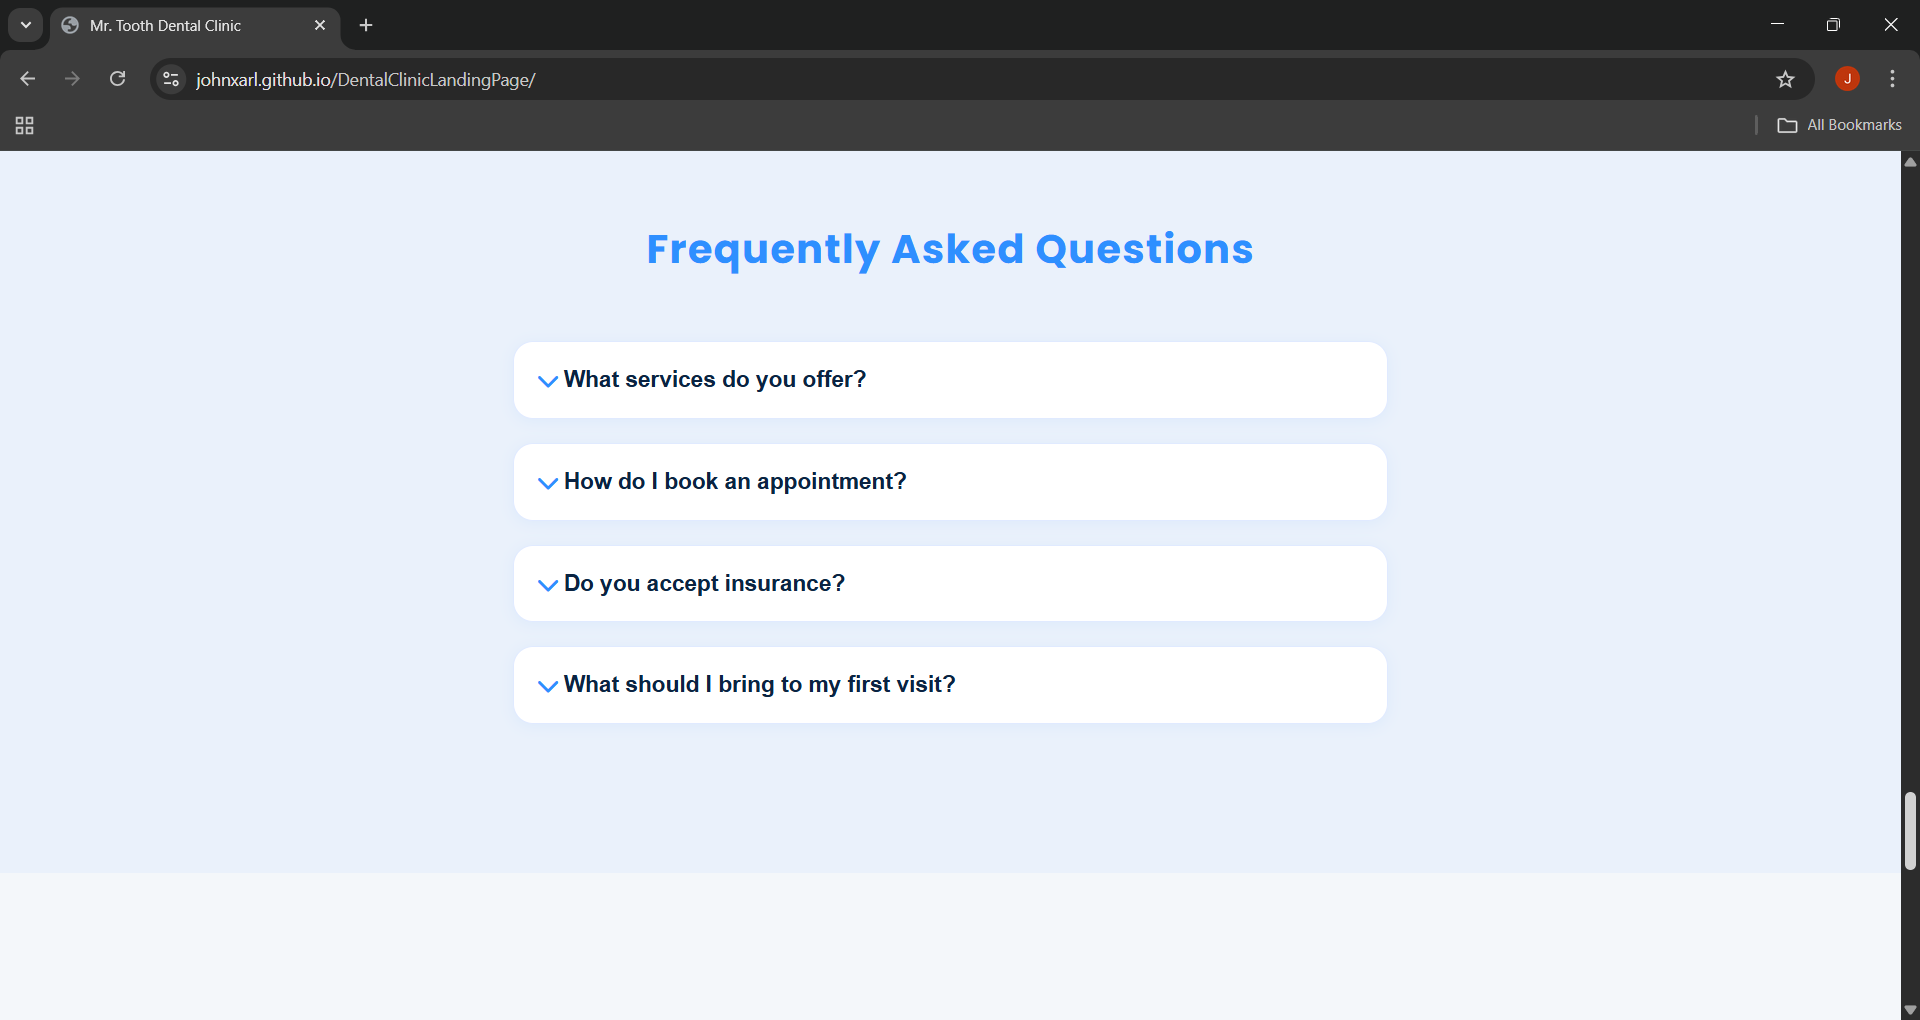 Mr. Tooth Dental Clinic
johnxarl.github.io/DentalClinicLandingPage/
J
All Bookmarks
Frequently Asked Questions
What services do you offer?
How do I book an appointment?
Do you accept insurance?
What should I bring to my first visit?